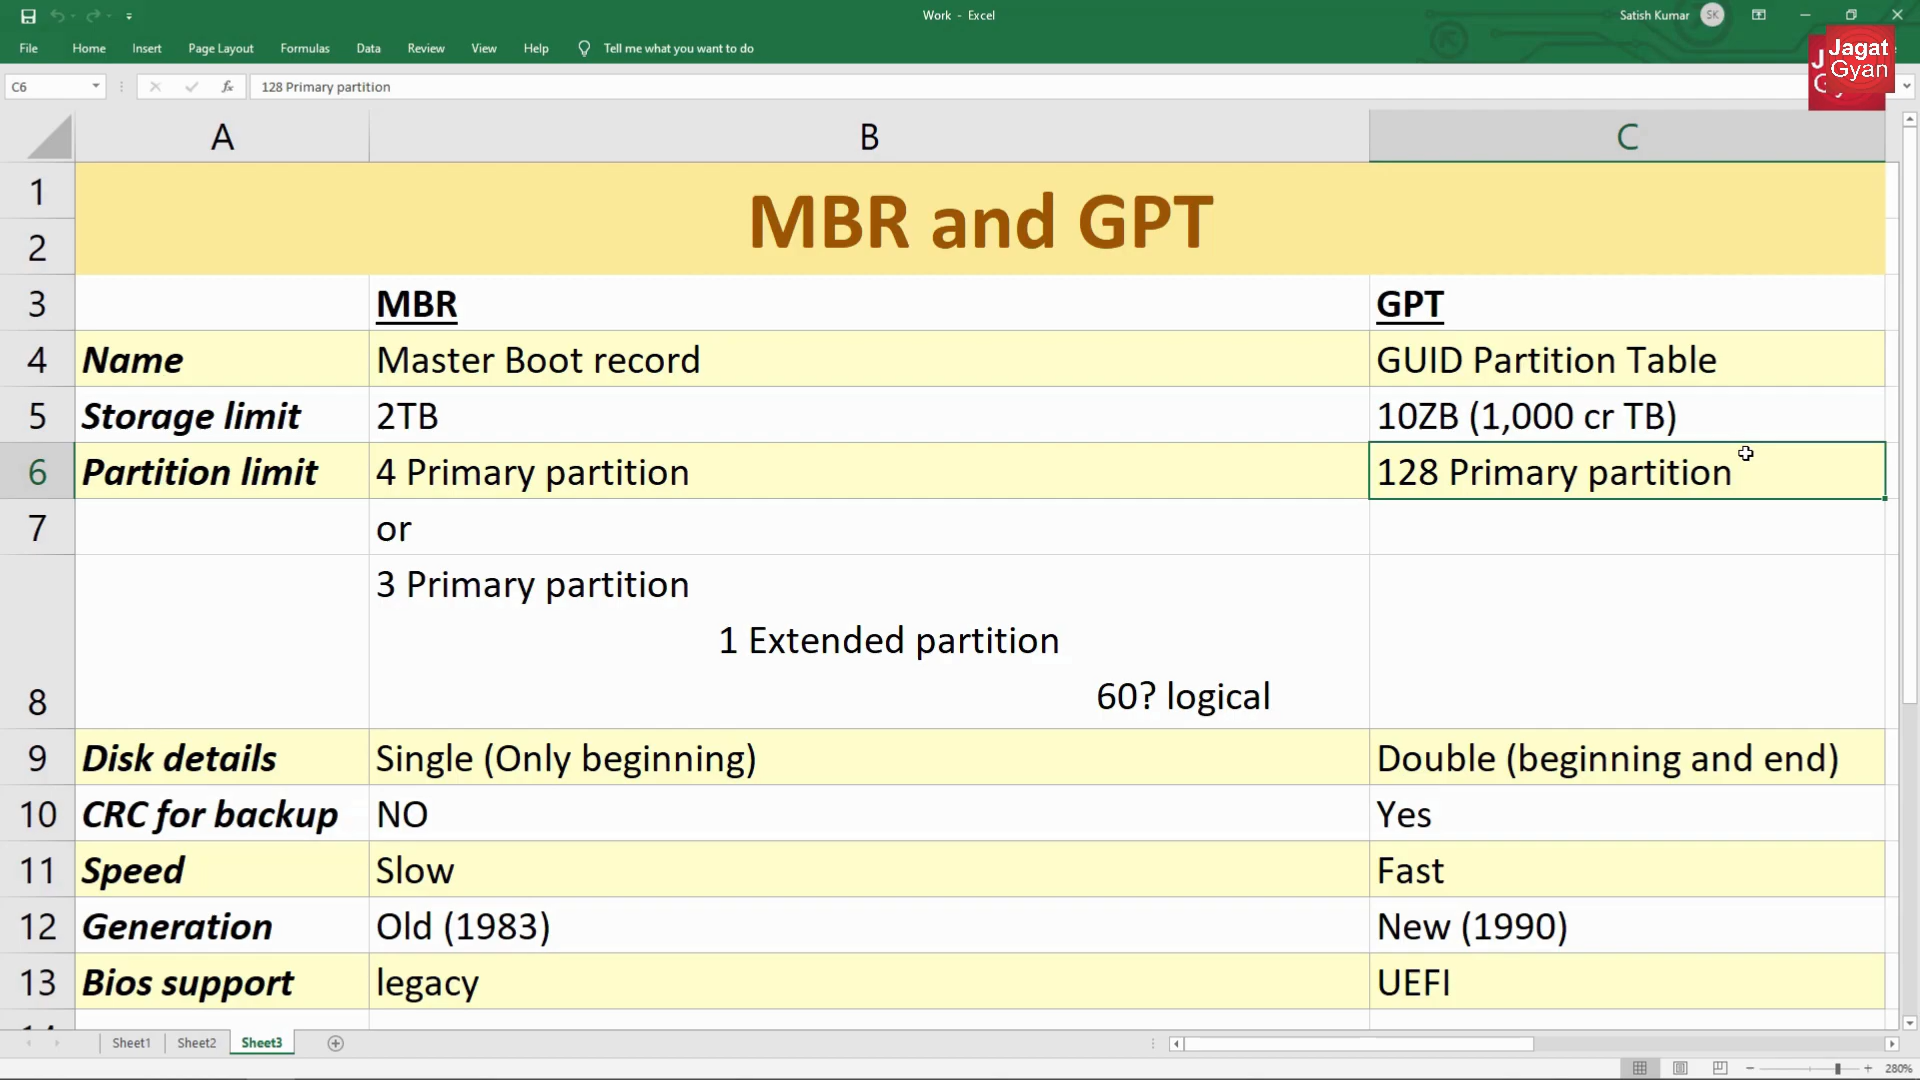 Work - Excel
Satish Kumar SK
File Home Insert Page Layout Formulas Data Review View Help Tell me what you want to do
Jagat
Gyan
C6 fx 128 Primary partition
A B C
1
2
MBR and GPT
3 MBR GPT
4 Name Master Boot record GUID Partition Table
5 Storage limit 2TB 10ZB (1,000 cr TB)
6 Partition limit 4 Primary partition 128 Primary partition
7 or
3 Primary partition
1 Extended partition
8 60? logical
9 Disk details Single (Only beginning) Double (beginning and end)
10 CRC for backup NO Yes
11 Speed Slow Fast
12 Generation Old (1983) New (1990)
13 Bios support legacy UEFI
Sheet1 Sheet2 Sheet3
280%